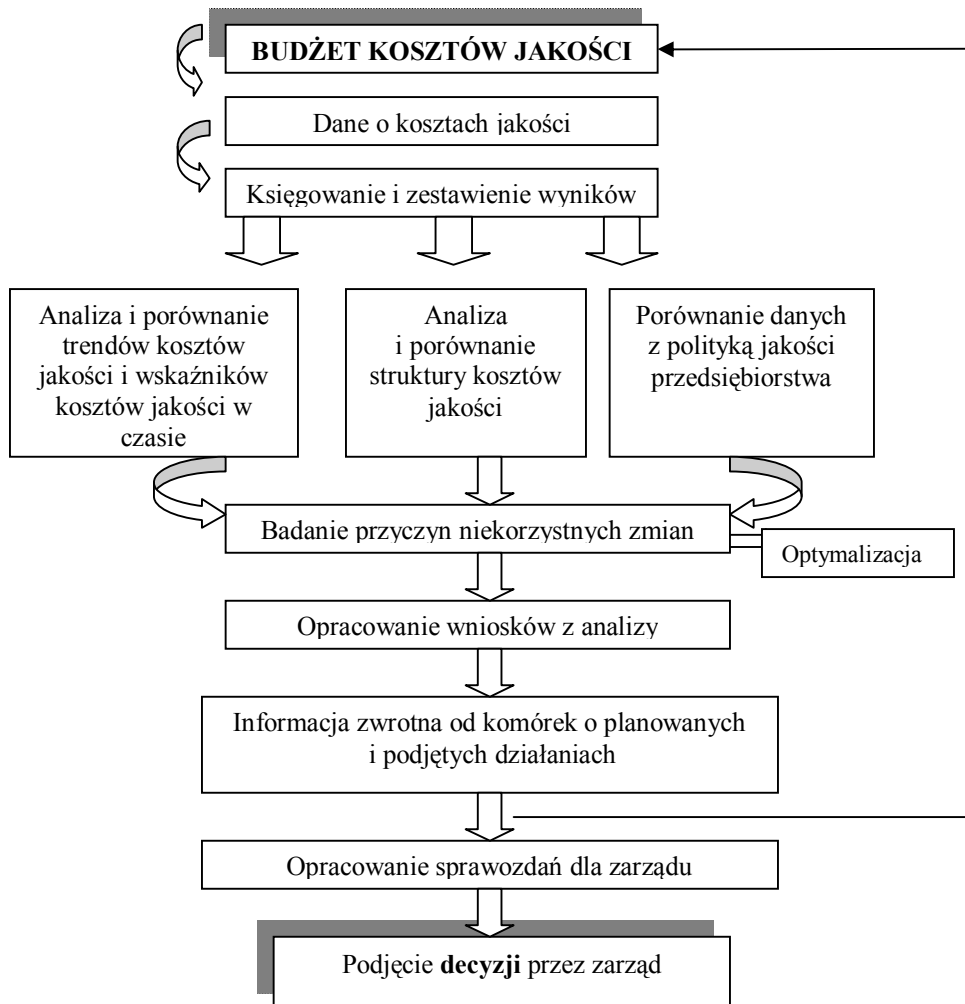 BUDŻET KOSZTÓW JAKOŚCI
Dane o kosztach jakości
Księgowanie i zestawienie wyników
Analiza i porównanie
trendów kosztów
jakości i wskaźników
kosztów jakości w
czasie
Analiza
i porównanie
struktury kosztów
jakości
Porównanie danych
z polityką jakości
przedsiębiorstwa
Badanie przyczyn niekorzystnych zmian
Optymalizacja
Opracowanie wniosków z analizy
Informacja zwrotna od komórek o planowanych
i podjętych działaniach
Opracowanie sprawozdań dla zarządu
Podjęcie decyzji przez zarząd